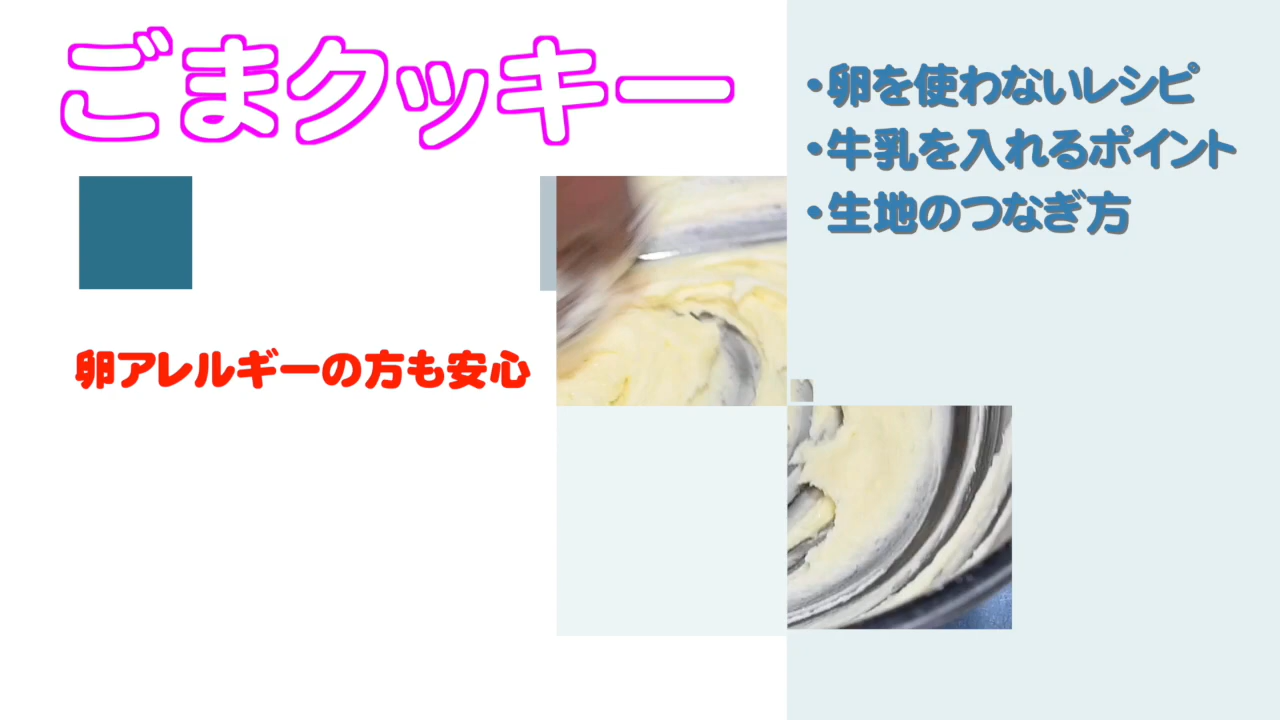 ごまクッキー
・卵を使わないレシピ
・牛乳を入れるポイント
・生地のつなぎ方
卵アレルギーの方も安心